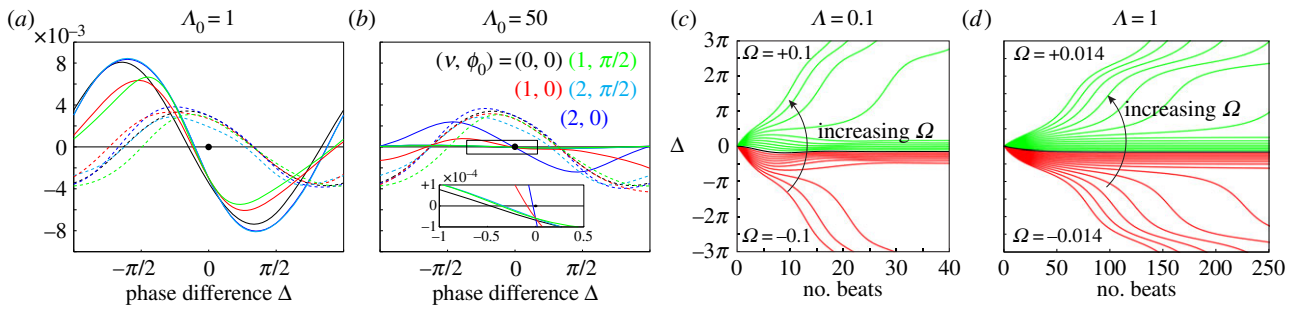 (a) Λ0 = 1
×10⁻³
8
4
0
−4
−8
−π/2 0 π/2
phase difference Δ
(b) Λ0 = 50
(ν, ϕ0) = (0, 0) (1, π/2)
(1, 0) (2, π/2)
(2, 0)
×10⁻⁴
+1
0
−1
−1 −0.5 0 0.5
−π/2 0 π/2
phase difference Δ
(c) Λ = 0.1
Δ
3π
2π
π
0
−π
−2π
−3π
Ω = +0.1
increasing Ω
Ω = −0.1
0 10 20 30 40
no. beats
(d) Λ = 1
Ω = +0.014
increasing Ω
Ω = −0.014
0 50 100 150 200 250
no. beats